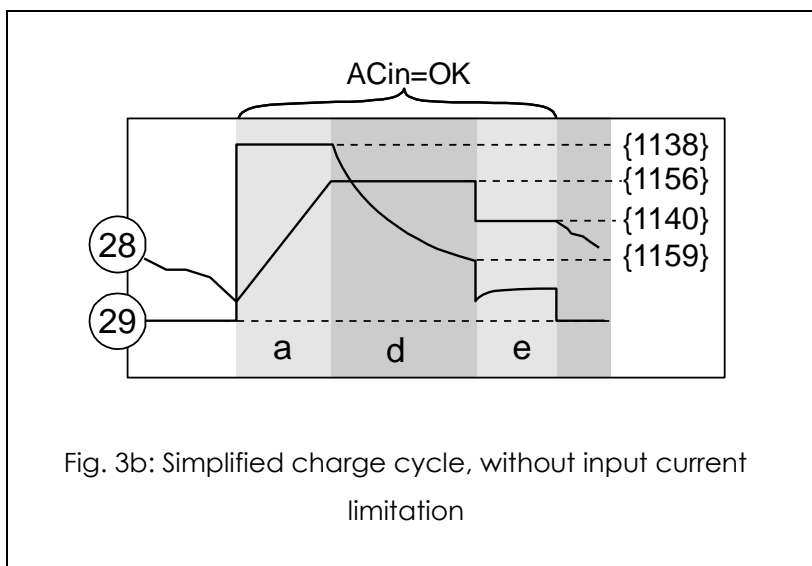 ACin=OK
{1138}
{1156}
{1140}
28
{1159}
29
a d e
Fig. 3b: Simplified charge cycle, without input current
limitation